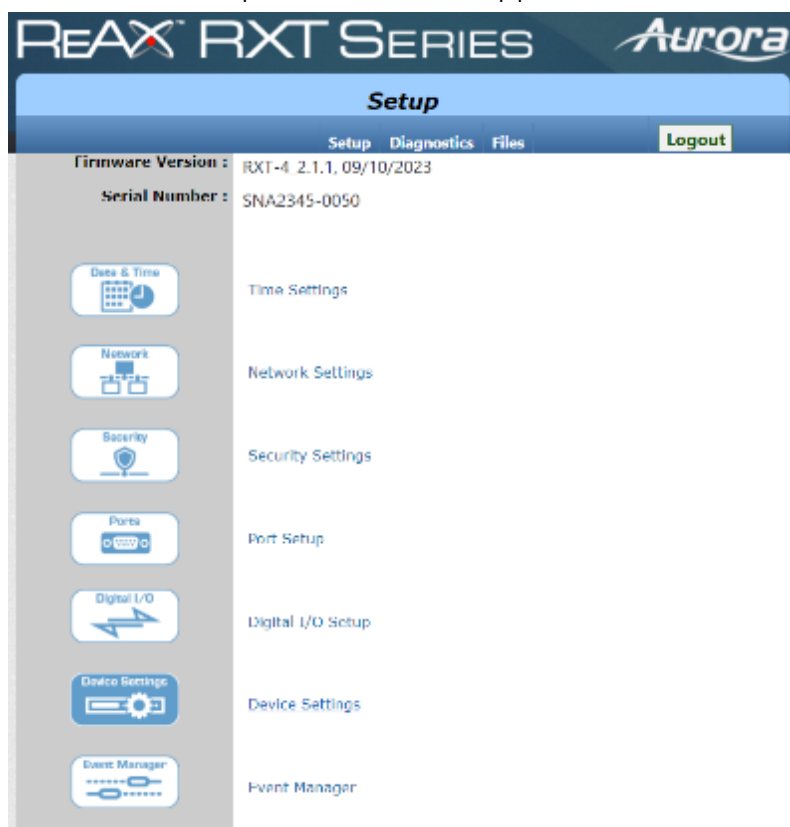 ReAX™ RXT SERIES Aurora
Setup
Setup Diagnostics Files Logout
Firmware Version : RXT-4 2.1.1, 09/10/2023
Serial Number : SNA2345-0050
Date & Time
Time Settings
Network
Network Settings
Security
Security Settings
Ports
Port Setup
Digital I/O
Digital I/O Setup
Device Settings
Device Settings
Event Manager
Event Manager